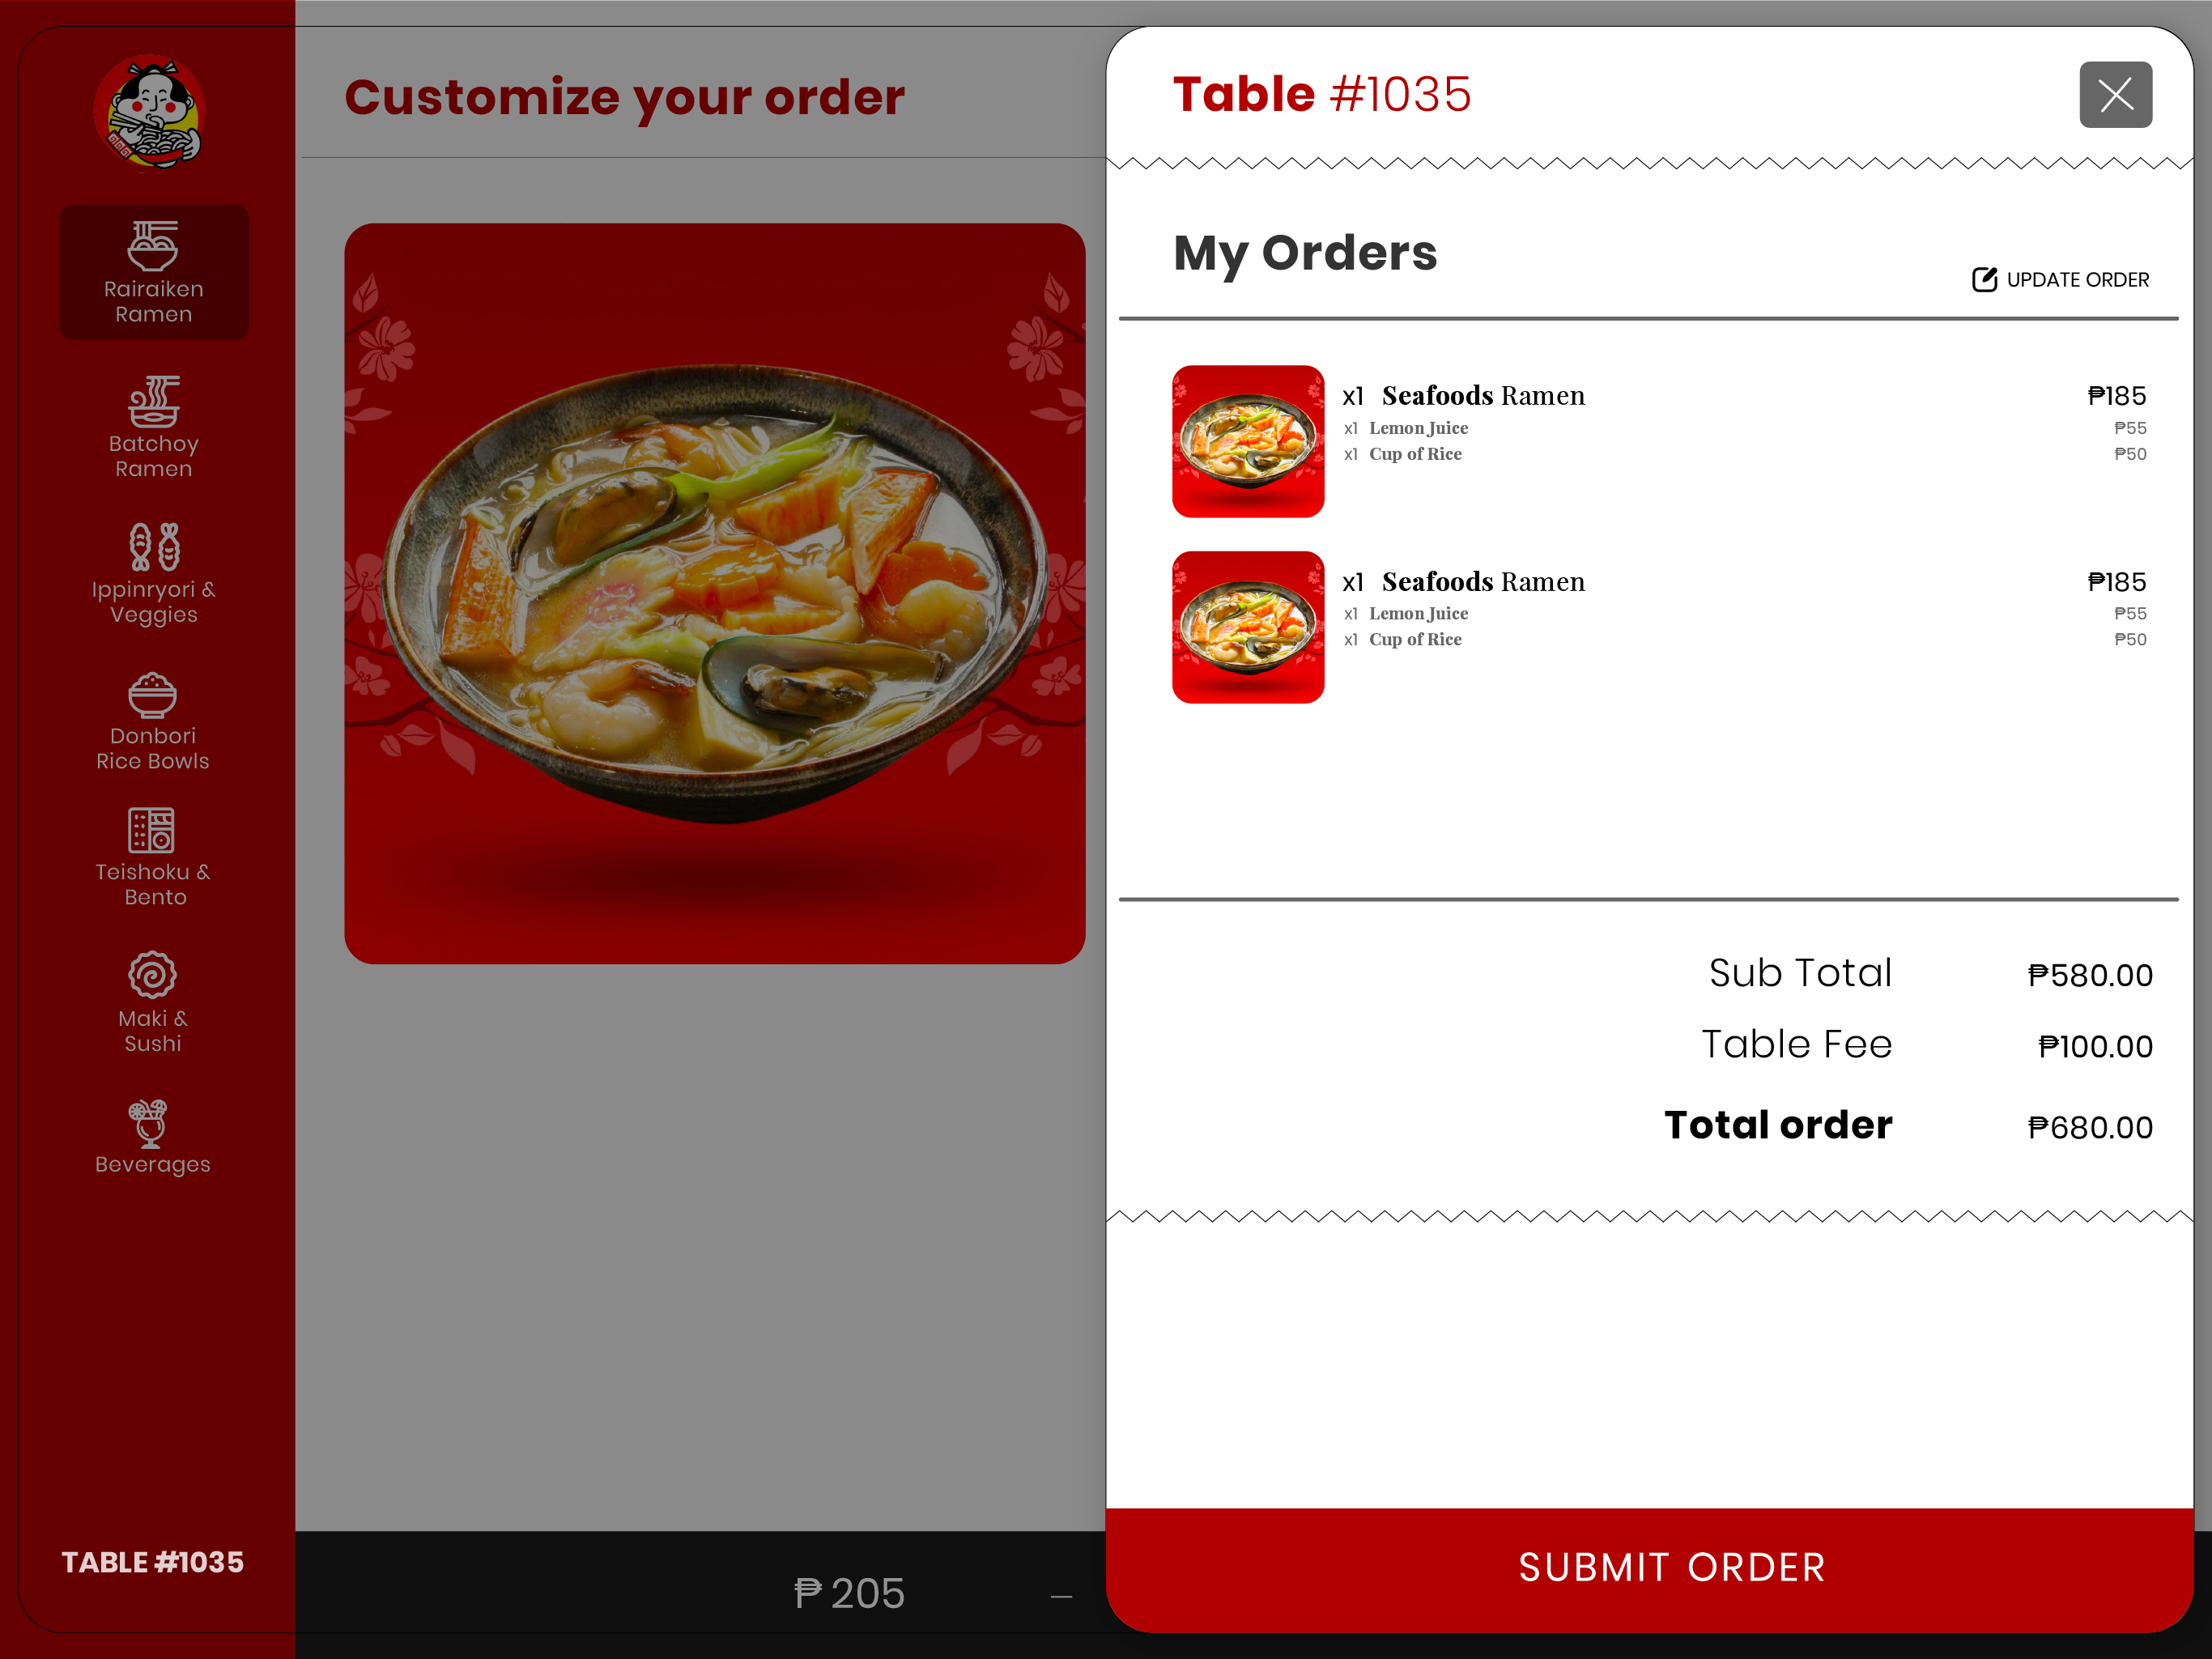 Rairaiken
Ramen
Batchoy
Ramen
Ippinryori &
Veggies
Donbori
Rice Bowls
Teishoku &
Bento
Maki &
Sushi
Beverages
TABLE #1035
Customize your order
₱ 205 –
Table #1035
My Orders
UPDATE ORDER
x1 Seafoods Ramen ₱185
x1 Lemon Juice ₱55
x1 Cup of Rice ₱50
x1 Seafoods Ramen ₱185
x1 Lemon Juice ₱55
x1 Cup of Rice ₱50
Sub Total ₱580.00
Table Fee ₱100.00
Total order ₱680.00
SUBMIT ORDER